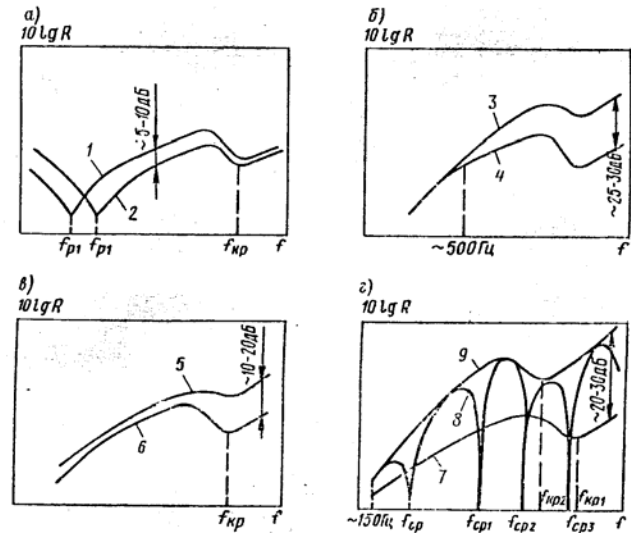 а)
10 lg R
1
2
~5-10дБ
fр1
fр1
fкр
f
б)
10 lg R
3
4
~25-30дБ
~500Гц
f
в)
10 lg R
5
6
~10-20дБ
fкр
f
г)
10 lg R
9
8
7
~20-30дБ
fкр2
fкр1
~150Гц
fср
fср1
fср2
fср3
f